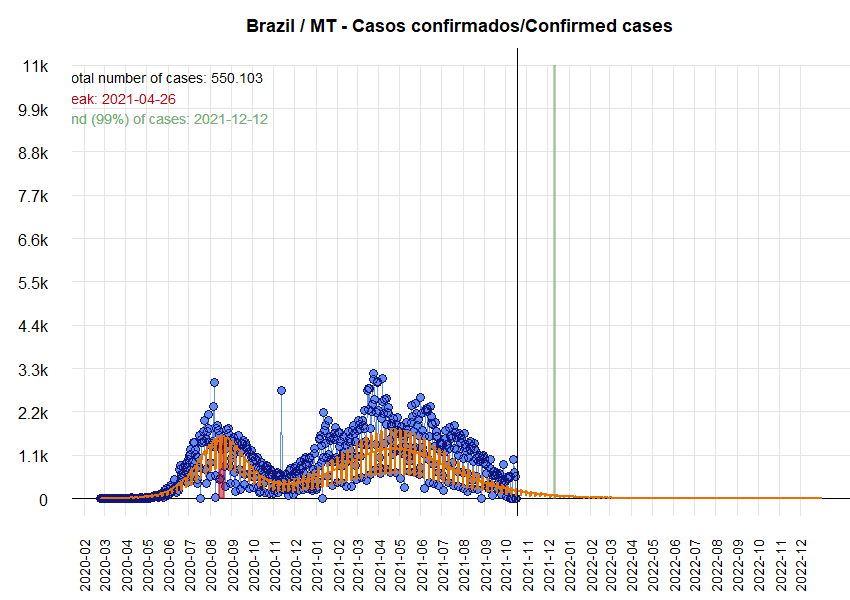 Brazil / MT - Casos confirmados/Confirmed cases
11k
otal number of cases: 550.103
eak: 2021-04-26
9.9k
nd (99%) of cases: 2021-12-12
8.8k
7.7k
6.6k
5.5k
4.4k
3.3k
2.2k
1.1k
0
2020-02
2020-03
2020-04
2020-05
2020-06
2020-07
2020-08
2020-09
2020-10
2020-11
2020-12
2021-01
2021-02
2021-03
2021-04
2021-05
2021-06
2021-07
2021-08
2021-09
2021-10
2021-11
2021-12
2022-01
2022-02
2022-03
2022-04
2022-05
2022-06
2022-07
2022-08
2022-09
2022-10
2022-11
2022-12